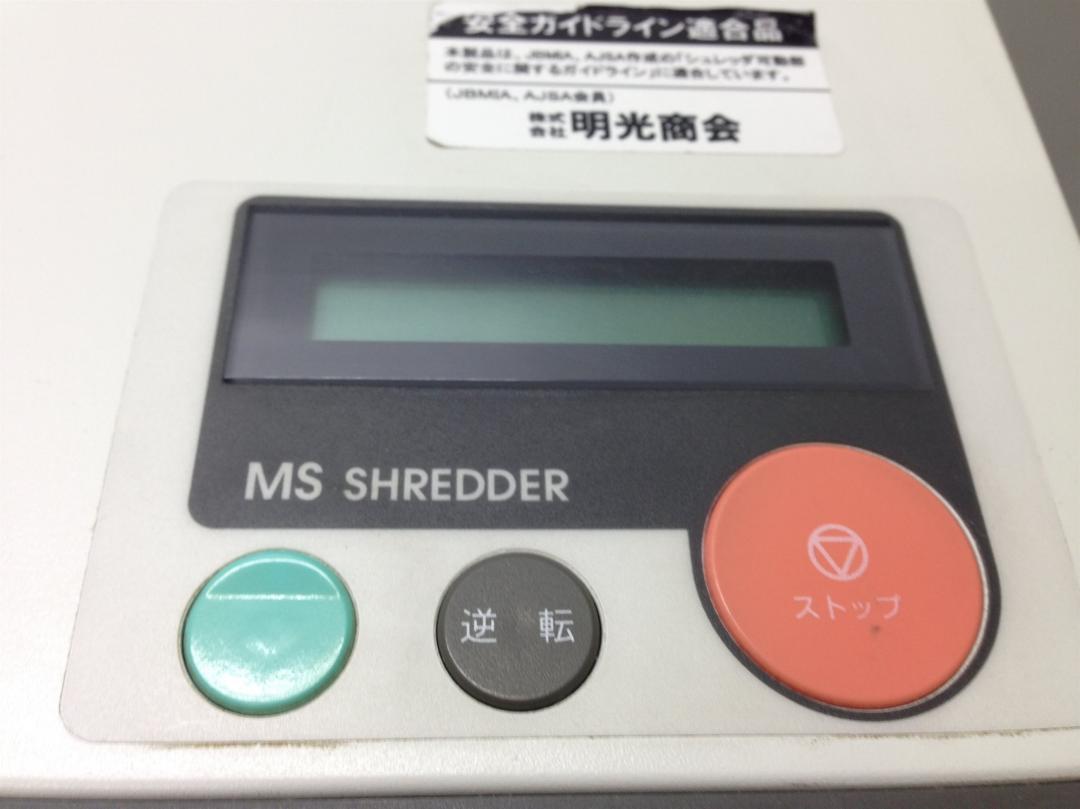 安全ガイドライン適合品
本製品は、JBMIA、AJSA作成の「シュレッダ可動部
の安全に関するガイドライン」に適合しています。
(JBMIA、AJSA会員)
株式会社 明光商会
MS SHREDDER
逆 転
ストップ